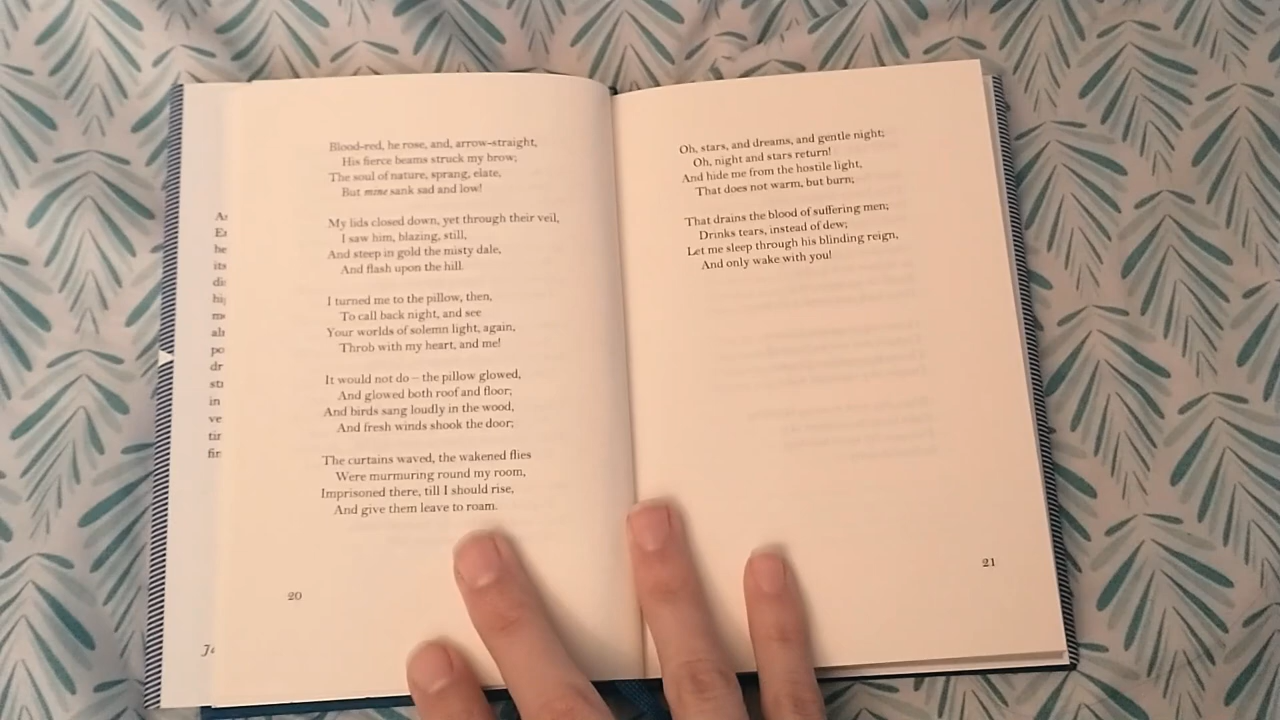 Blood-red, he rose, and, arrow-straight,
His fierce beams struck my brow;
The soul of nature, sprang, elate,
But mine sank sad and low!
My lids closed down, yet through their veil,
I saw him, blazing, still,
And steep in gold the misty dale,
And flash upon the hill.
I turned me to the pillow, then,
To call back night, and see
Your worlds of solemn light, again,
Throb with my heart, and me!
It would not do – the pillow glowed,
And glowed both roof and floor;
And birds sang loudly in the wood,
And fresh winds shook the door;
The curtains waved, the wakened flies
Were murmuring round my room,
Imprisoned there, till I should rise,
And give them leave to roam.
20
Oh, stars, and dreams, and gentle night;
Oh, night and stars return!
And hide me from the hostile light,
That does not warm, but burn;
That drains the blood of suffering men;
Drinks tears, instead of dew;
Let me sleep through his blinding reign,
And only wake with you!
21
he
its
po
dr
in
ve